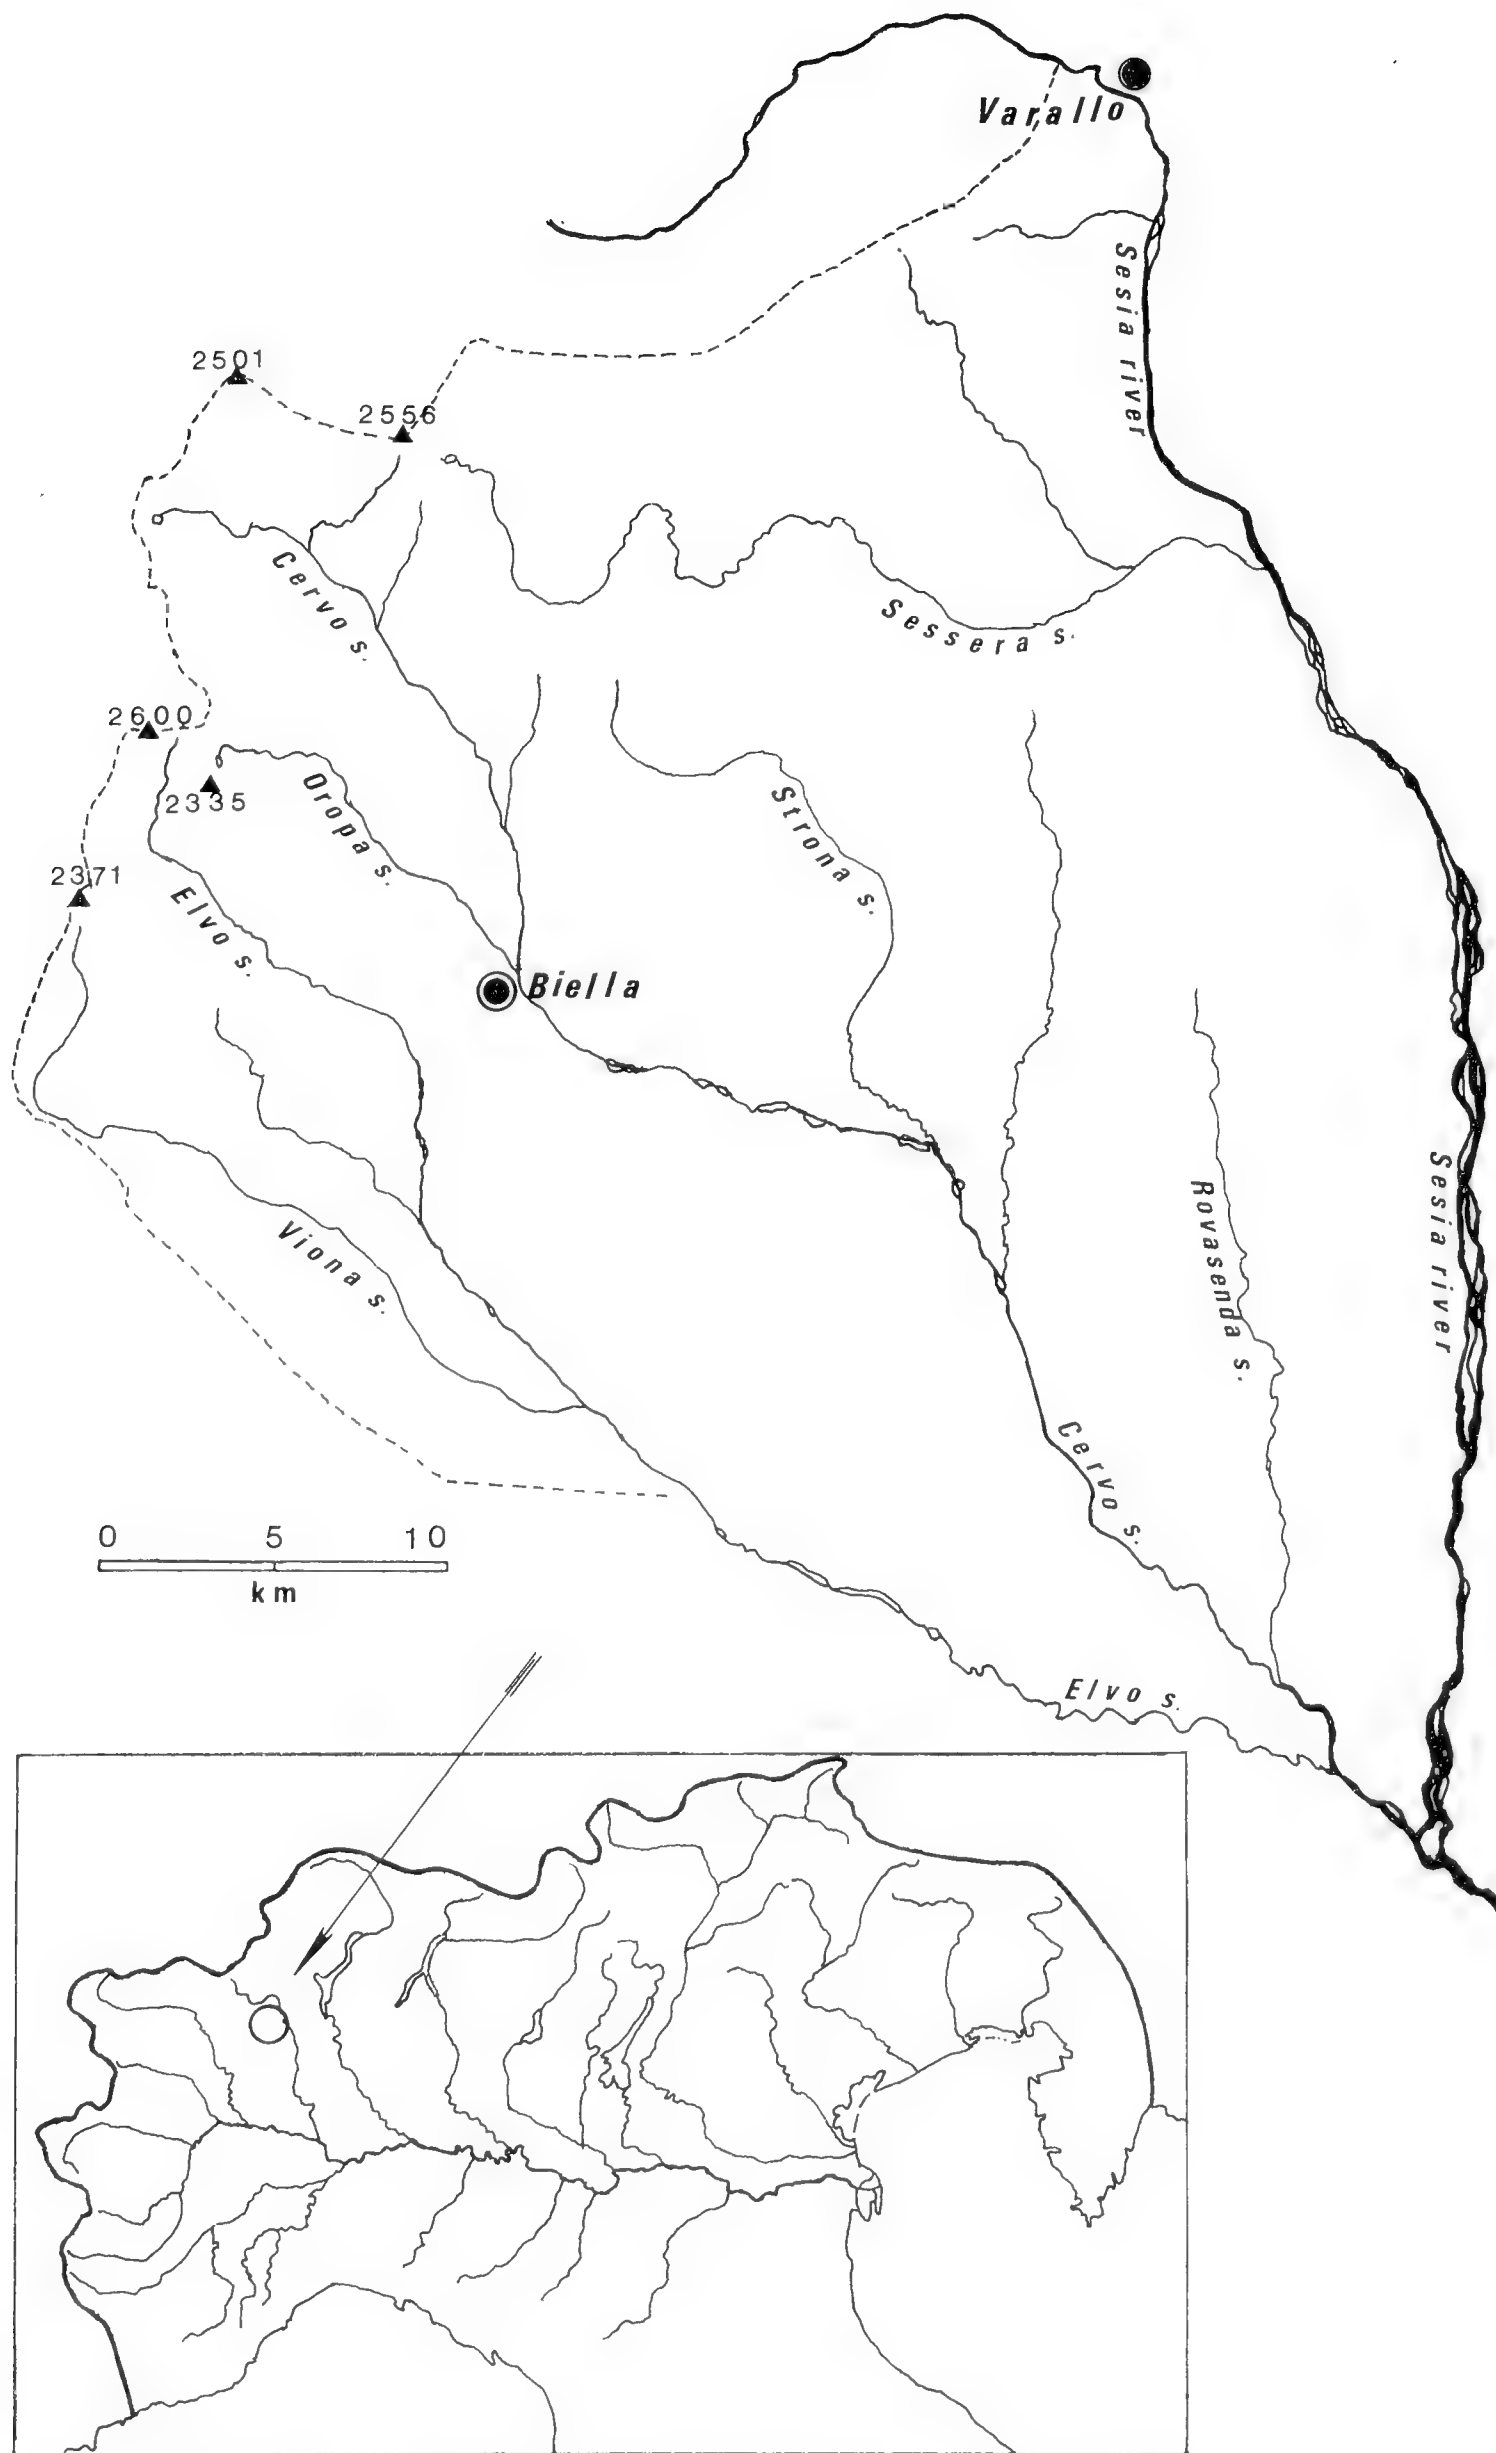 Varallo
Sesia river
2501
2556
Cervo s.
Sessera s.
2600
2335
Oropa s.
Strona s.
2371
Elvo s.
Biella
Sesia river
Rovasenda s.
Viona s.
Cervo s.
0 5 10
km
Elvo s.